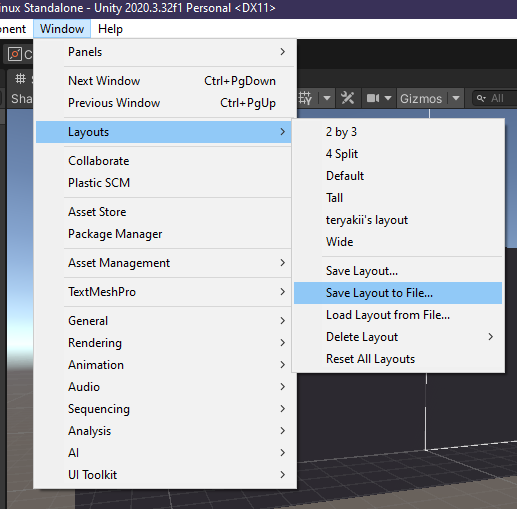 inux Standalone - Unity 2020.3.32f1 Personal <DX11>
onent Window Help
Panels
Next Window Ctrl+PgDown
Previous Window Ctrl+PgUp
Layouts
Collaborate
Plastic SCM
Asset Store
Package Manager
Asset Management
TextMeshPro
General
Rendering
Animation
Audio
Sequencing
Analysis
AI
UI Toolkit
C
S
Sha
Gizmos All
2 by 3
4 Split
Default
Tall
teryakii's layout
Wide
Save Layout...
Save Layout to File...
Load Layout from File...
Delete Layout
Reset All Layouts